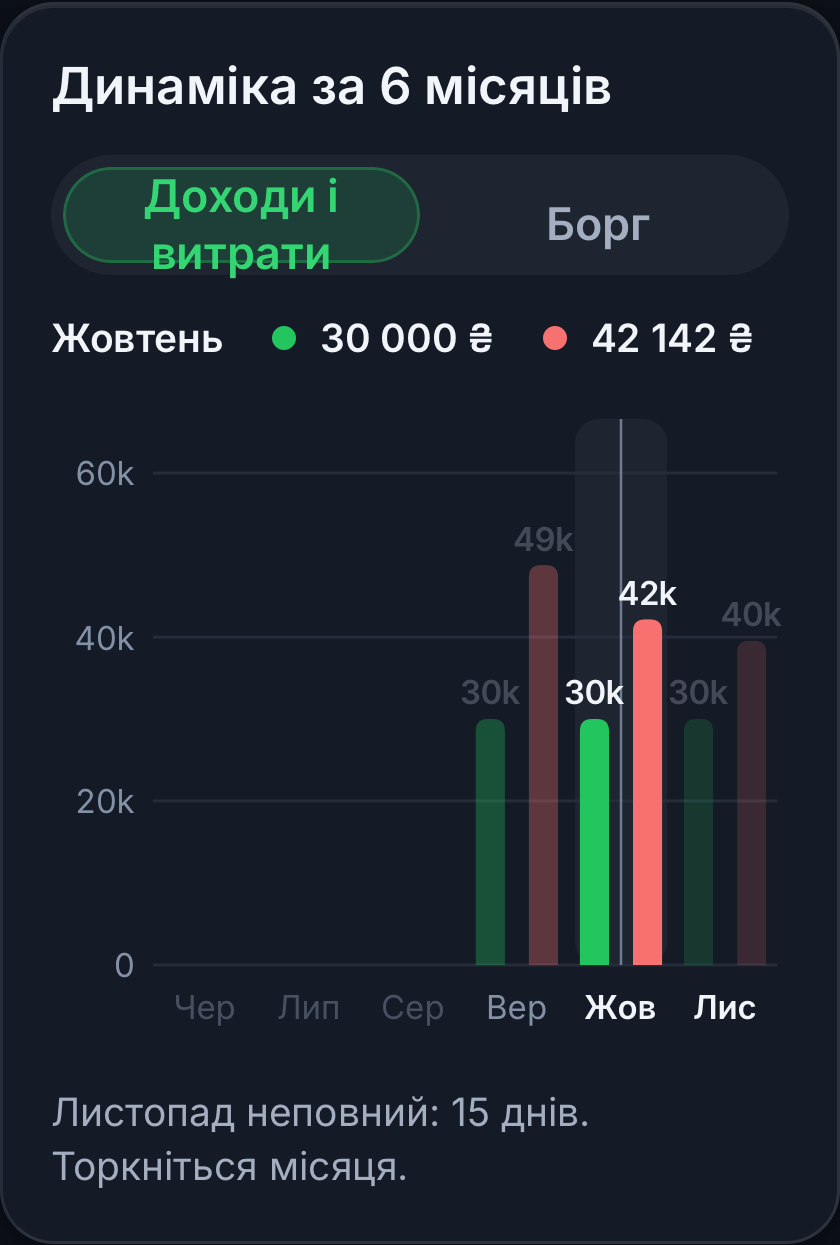 Динаміка за 6 місяців
Доходи і
витрати
Борг
Жовтень 30 000 ₴ 42 142 ₴
60k
49k
42k
40k
40k
30k 30k 30k
20k
0
Чер Лип Сер Вер Жов Лис
Листопад неповний: 15 днів.
Торкніться місяця.